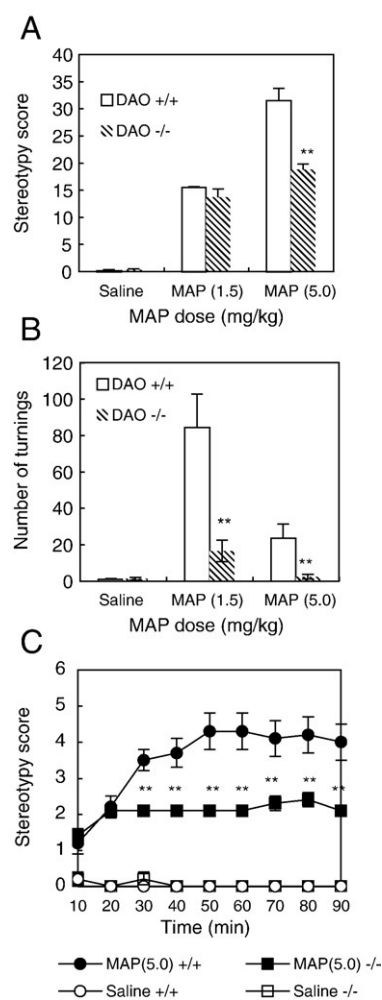 A
40
35
30
25
20
15
10
5
0
Stereotypy score
DAO +/+
DAO -/-
**
Saline MAP (1.5) MAP (5.0)
MAP dose (mg/kg)
B
120
100
80
60
40
20
0
Number of turnings
DAO +/+
DAO -/-
**
**
Saline MAP (1.5) MAP (5.0)
MAP dose (mg/kg)
C
6
5
4
3
2
1
0
Stereotypy score
** ** ** ** ** ** **
10 20 30 40 50 60 70 80 90
Time (min)
MAP(5.0) +/+ MAP(5.0) -/-
Saline +/+ Saline -/-